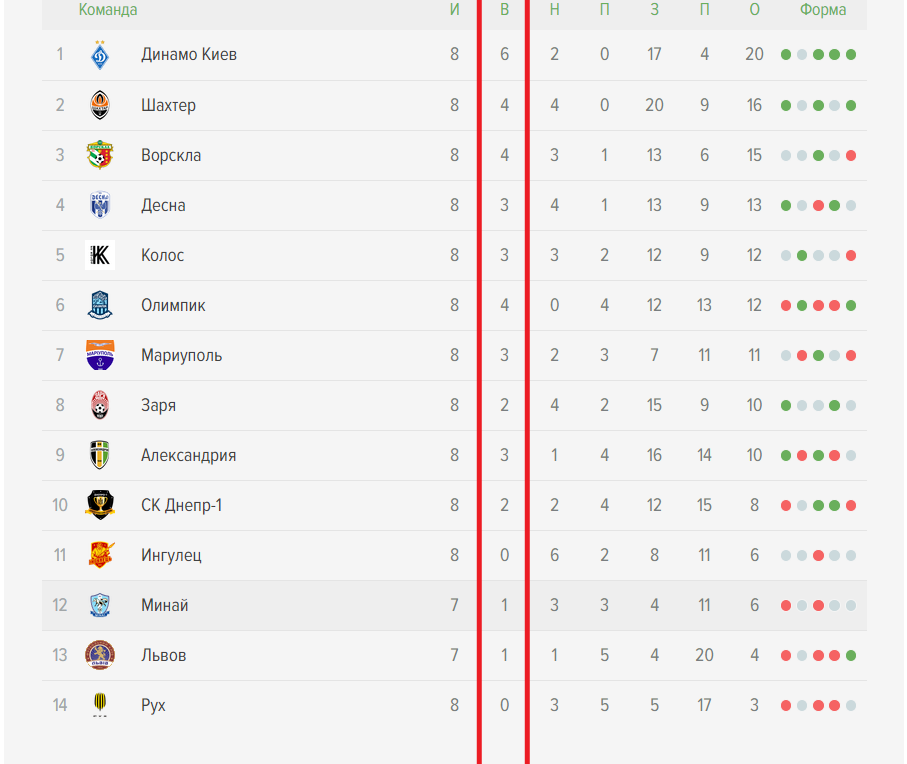 Команда И В Н П З П О Форма
1 Динамо Киев 8 6 2 0 17 4 20
2 Шахтер 8 4 4 0 20 9 16
3 Ворскла 8 4 3 1 13 6 15
4 Десна 8 3 4 1 13 9 13
5 Колос 8 3 3 2 12 9 12
6 Олимпик 8 4 0 4 12 13 12
7 МАРІУПОЛЬ Мариуполь 8 3 2 3 7 11 11
8 Заря 8 2 4 2 15 9 10
9 Александрия 8 3 1 4 16 14 10
10 СК Днепр-1 8 2 2 4 12 15 8
11 Ингулец 8 0 6 2 8 11 6
12 Минай 7 1 3 3 4 11 6
13 Львов 7 1 1 5 4 20 4
14 Рух 8 0 3 5 5 17 3